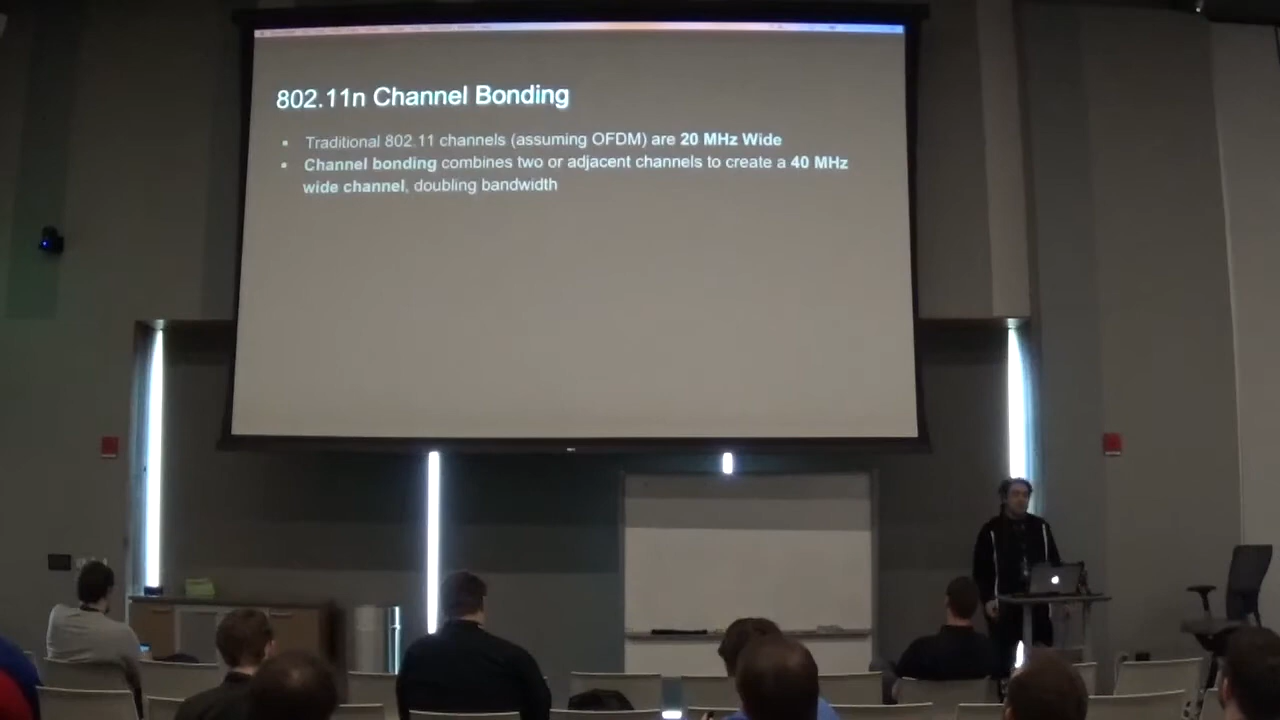 802.11n Channel Bonding
Traditional 802.11 channels (assuming OFDM) are 20 MHz Wide
Channel bonding combines two or adjacent channels to create a 40 MHz
wide channel, doubling bandwidth